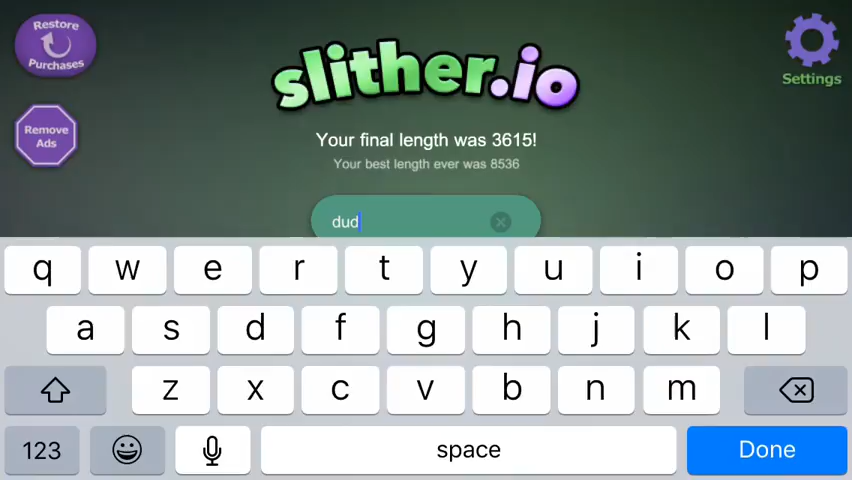 Restore
Purchases
slither.io
Settings
Remove
Ads
Your final length was 3615!
Your best length ever was 8536
dud
q w e r t y u i o p
a s d f g h j k l
z x c v b n m
123 space Done